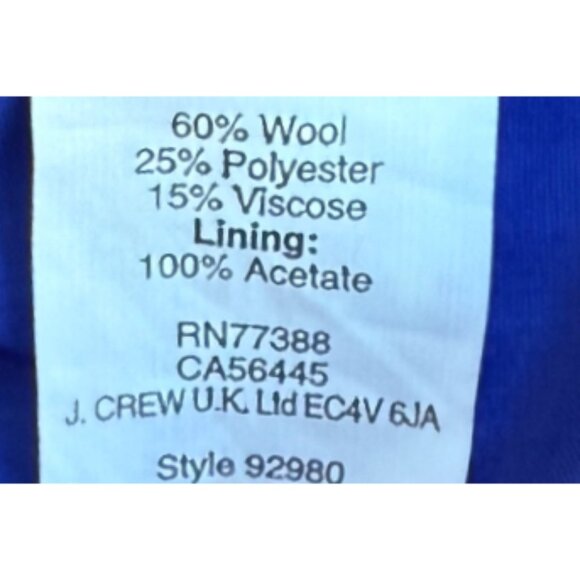 60% Wool
25% Polyester
15% Viscose
Lining:
100% Acetate
RN77388
CA56445
J. CREW U.K. Ltd EC4V 6JA
Style 92980